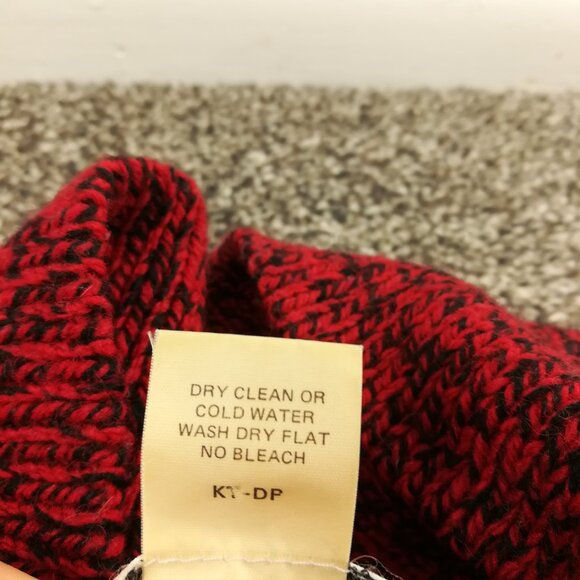 DRY CLEAN OR
COLD WATER
WASH DRY FLAT
NO BLEACH
KT-DP